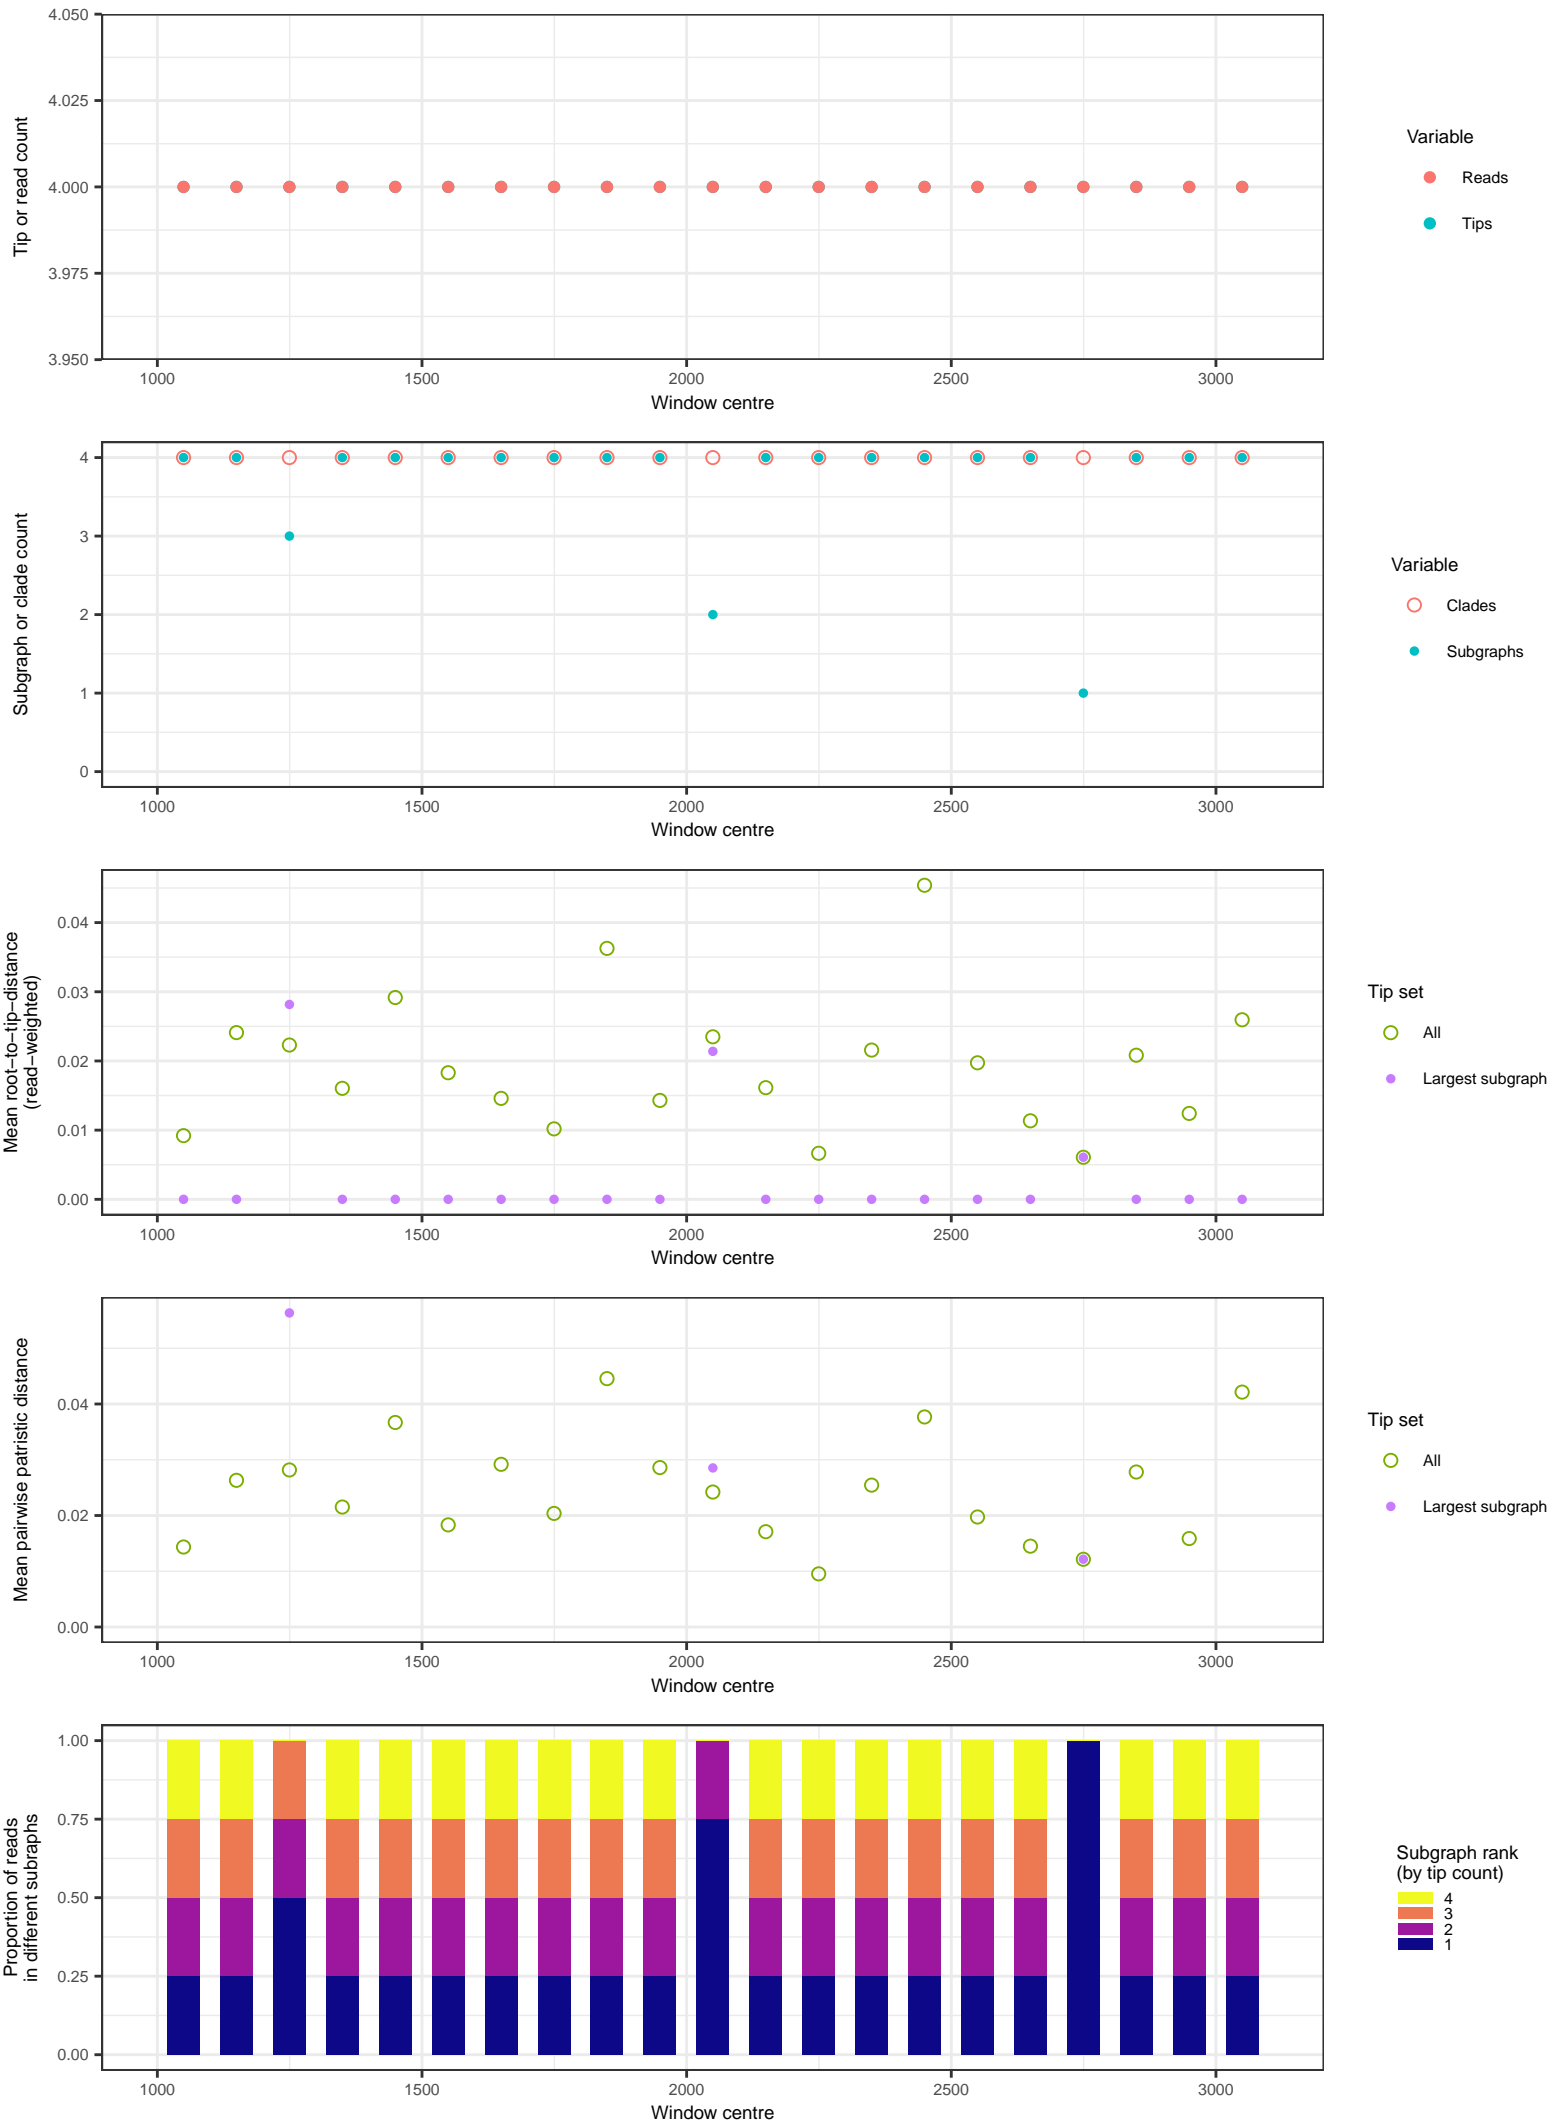 4.050
4.025
4.000
3.975
3.950
Tip or read count
1000 1500 2000 2500 3000
Window centre
Variable
Reads
Tips
4
3
2
1
0
Subgraph or clade count
1000 1500 2000 2500 3000
Window centre
Variable
Clades
Subgraphs
0.04
0.03
0.02
0.01
0.00
Mean root−to−tip−distance
(read−weighted)
1000 1500 2000 2500 3000
Window centre
Tip set
All
Largest subgraph
0.04
0.02
0.00
Mean pairwise patristic distance
1000 1500 2000 2500 3000
Window centre
Tip set
All
Largest subgraph
1.00
0.75
0.50
0.25
0.00
Proportion of reads
in different subraphs
1000 1500 2000 2500 3000
Window centre
Subgraph rank
(by tip count)
4
3
2
1